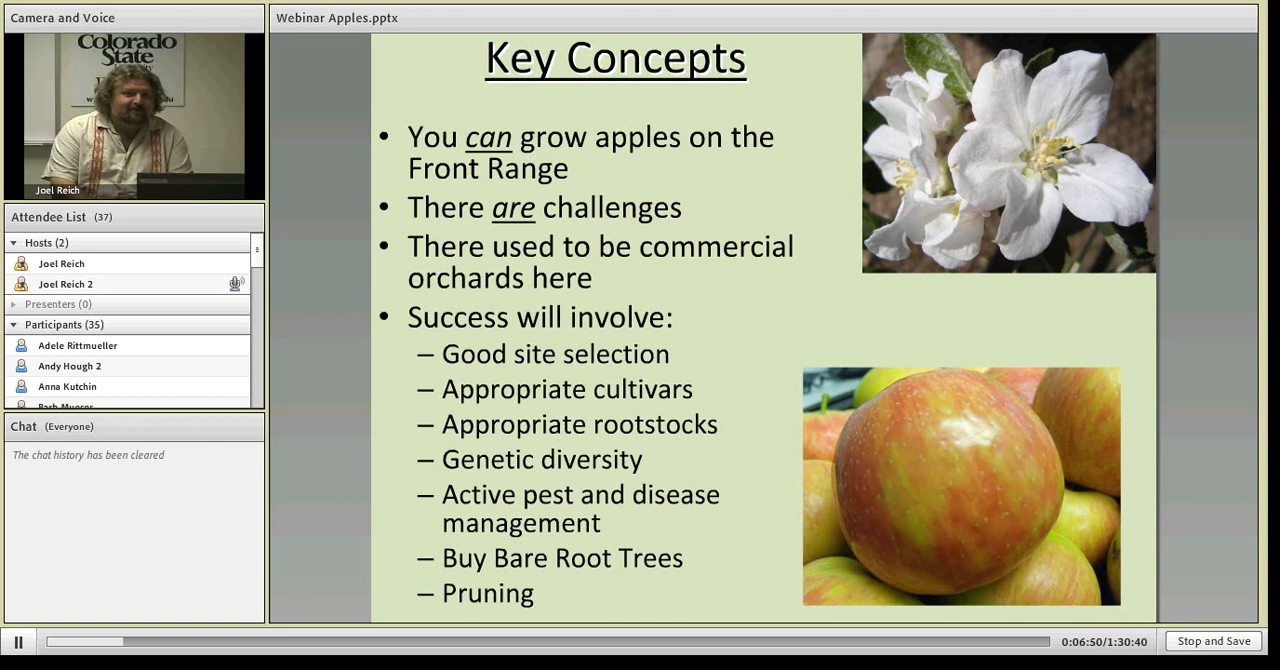 Camera and Voice
Colorado
State
Joel Reich
Attendee List (37)
Hosts (2)
Joel Reich
Joel Reich 2
Presenters (0)
Participants (35)
Adele Rittmueller
Andy Hough 2
Anna Kutchin
Chat (Everyone)
The chat history has been cleared
Webinar Apples.pptx
Key Concepts
• You can grow apples on the
Front Range
• There are challenges
• There used to be commercial
orchards here
• Success will involve:
– Good site selection
– Appropriate cultivars
– Appropriate rootstocks
– Genetic diversity
– Active pest and disease
management
– Buy Bare Root Trees
– Pruning
0:06:50/1:30:40
Stop and Save